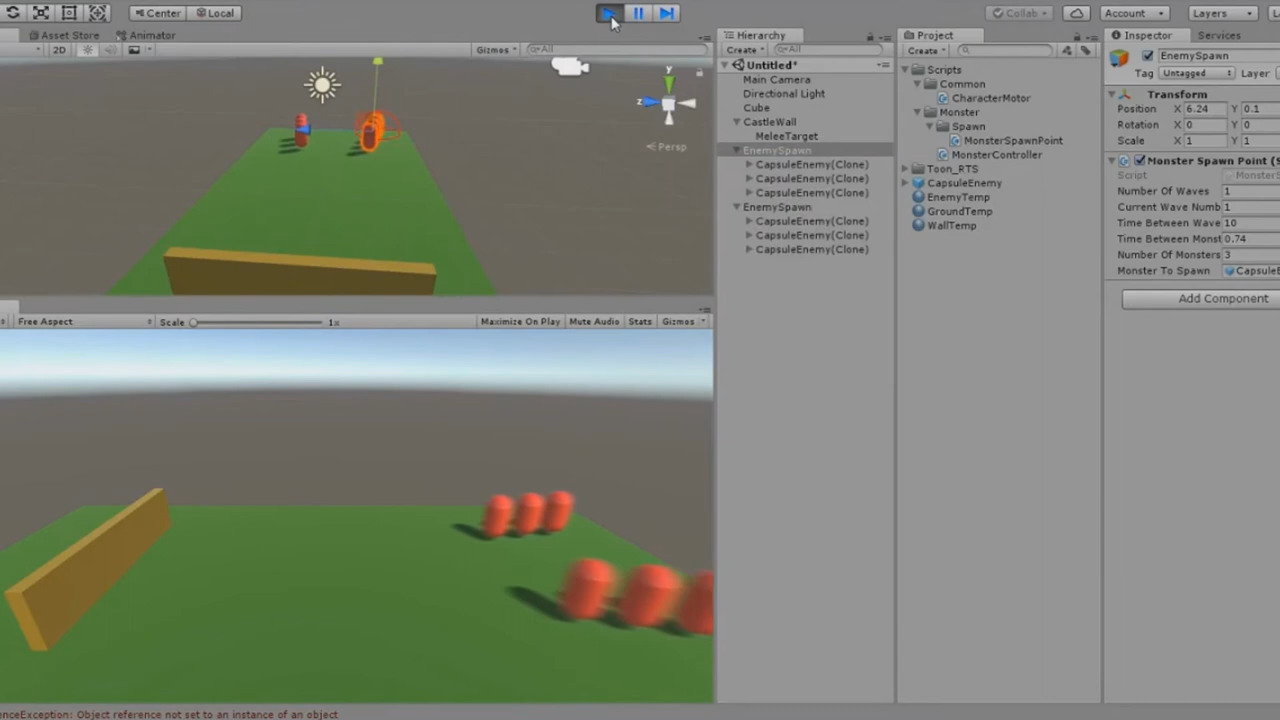 Center Local
Collab Account Layers
Asset Store Animator
2D Gizmos All
Persp
y
z
Free Aspect Scale 1x Maximize On Play Mute Audio Stats Gizmos
Hierarchy
Create All
Untitled*
Main Camera
Directional Light
Cube
CastleWall
MeleeTarget
EnemySpawn
CapsuleEnemy(Clone)
CapsuleEnemy(Clone)
CapsuleEnemy(Clone)
EnemySpawn
CapsuleEnemy(Clone)
CapsuleEnemy(Clone)
CapsuleEnemy(Clone)
Project
Create
Scripts
Common
CharacterMotor
Monster
Spawn
MonsterSpawnPoint
MonsterController
Toon_RTS
CapsuleEnemy
EnemyTemp
GroundTemp
WallTemp
Inspector Services
EnemySpawn
Tag Untagged Layer
Transform
Position X 6.24 Y 0.1
Rotation X 0 Y 0
Scale X 1 Y 1
Monster Spawn Point (S
Script MonsterS
Number Of Waves 1
Current Wave Numb 1
Time Between Wave 10
Time Between Monst 0.74
Number Of Monsters 3
Monster To Spawn CapsuleE
Add Component
enceException: Object reference not set to an instance of an object